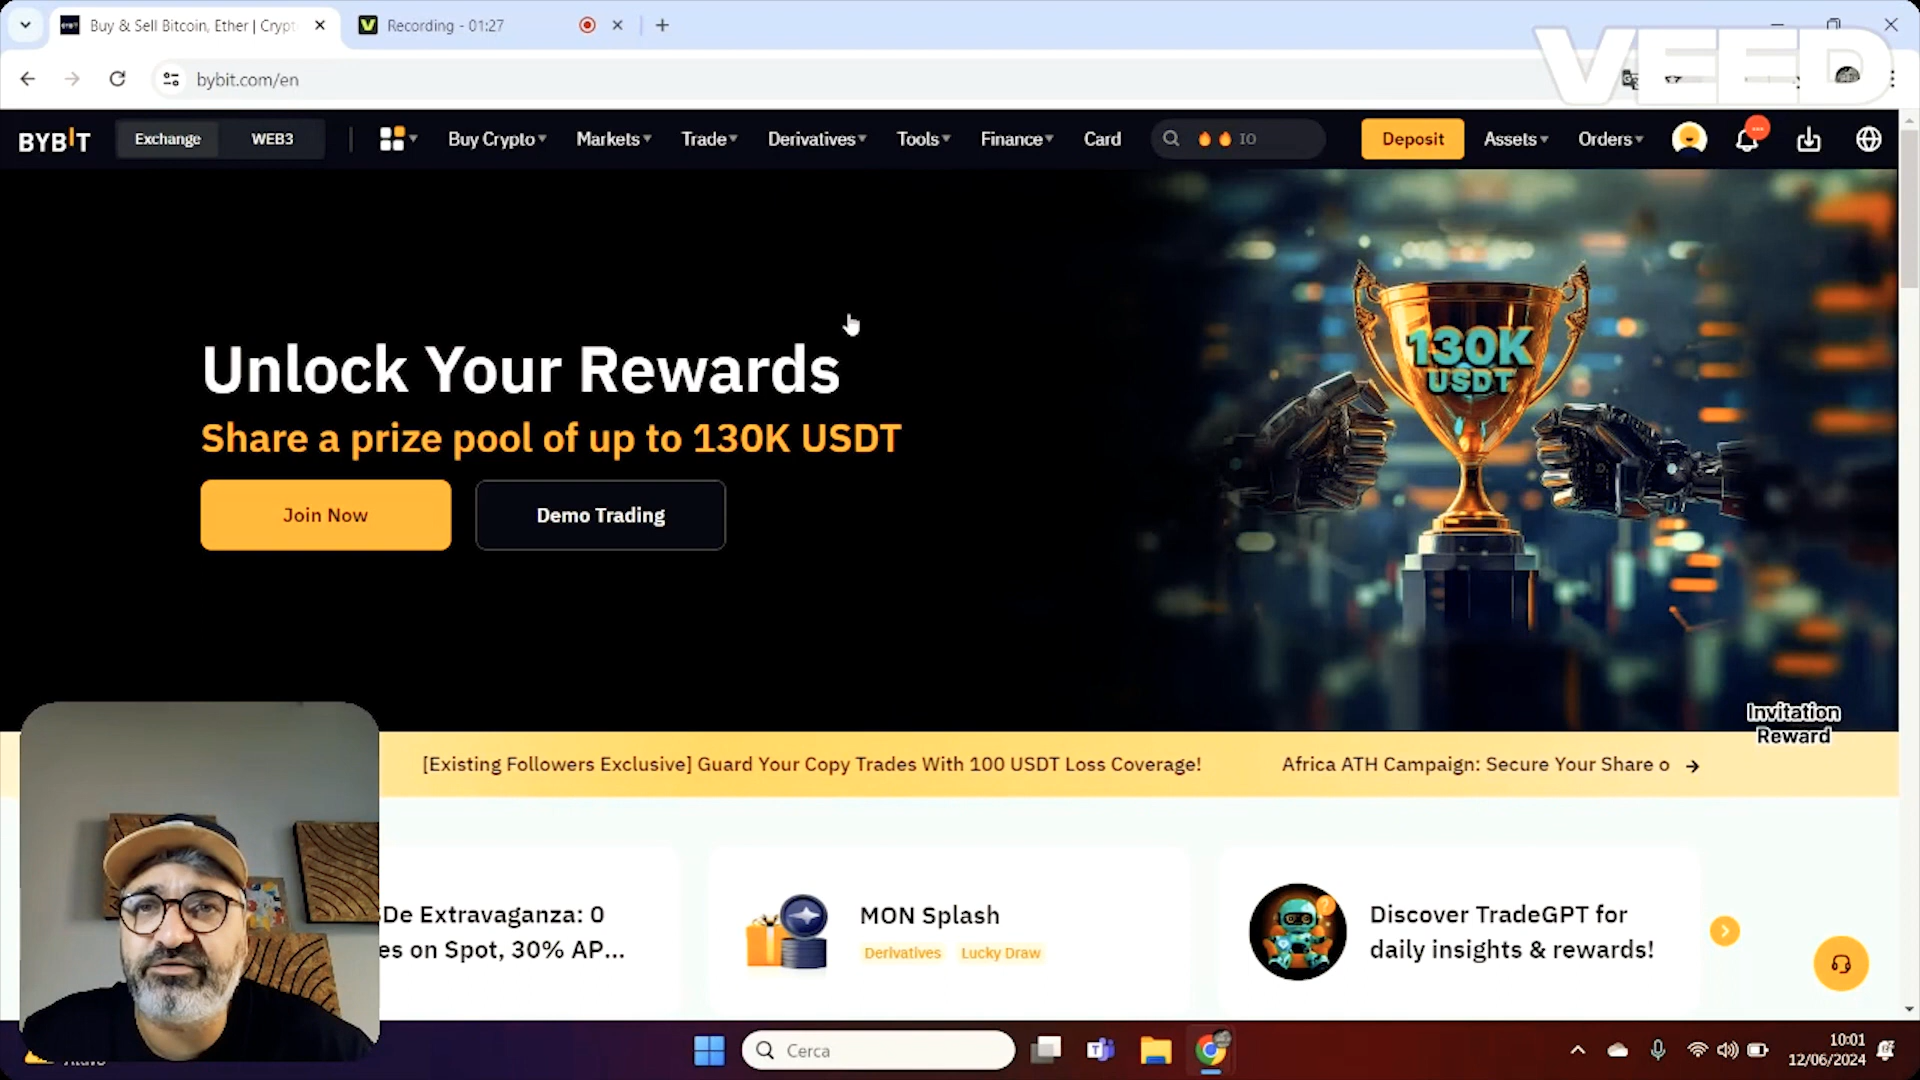 Buy & Sell Bitcoin, Ether | Crypt
Recording - 01:27
VEED
bybit.com/en
BYBIT
Exchange
WEB3
Buy Crypto
Markets
Trade
Derivatives
Tools
Finance
Card
IO
Deposit
Assets
Orders
Unlock Your Rewards
Share a prize pool of up to 130K USDT
Join Now
Demo Trading
130K
USDT
Invitation
Reward
[Existing Followers Exclusive] Guard Your Copy Trades With 100 USDT Loss Coverage!
Africa ATH Campaign: Secure Your Share o
De Extravaganza: 0
es on Spot, 30% AP...
MON Splash
Derivatives
Lucky Draw
Discover TradeGPT for
daily insights & rewards!
Cerca
10:01
12/06/2024